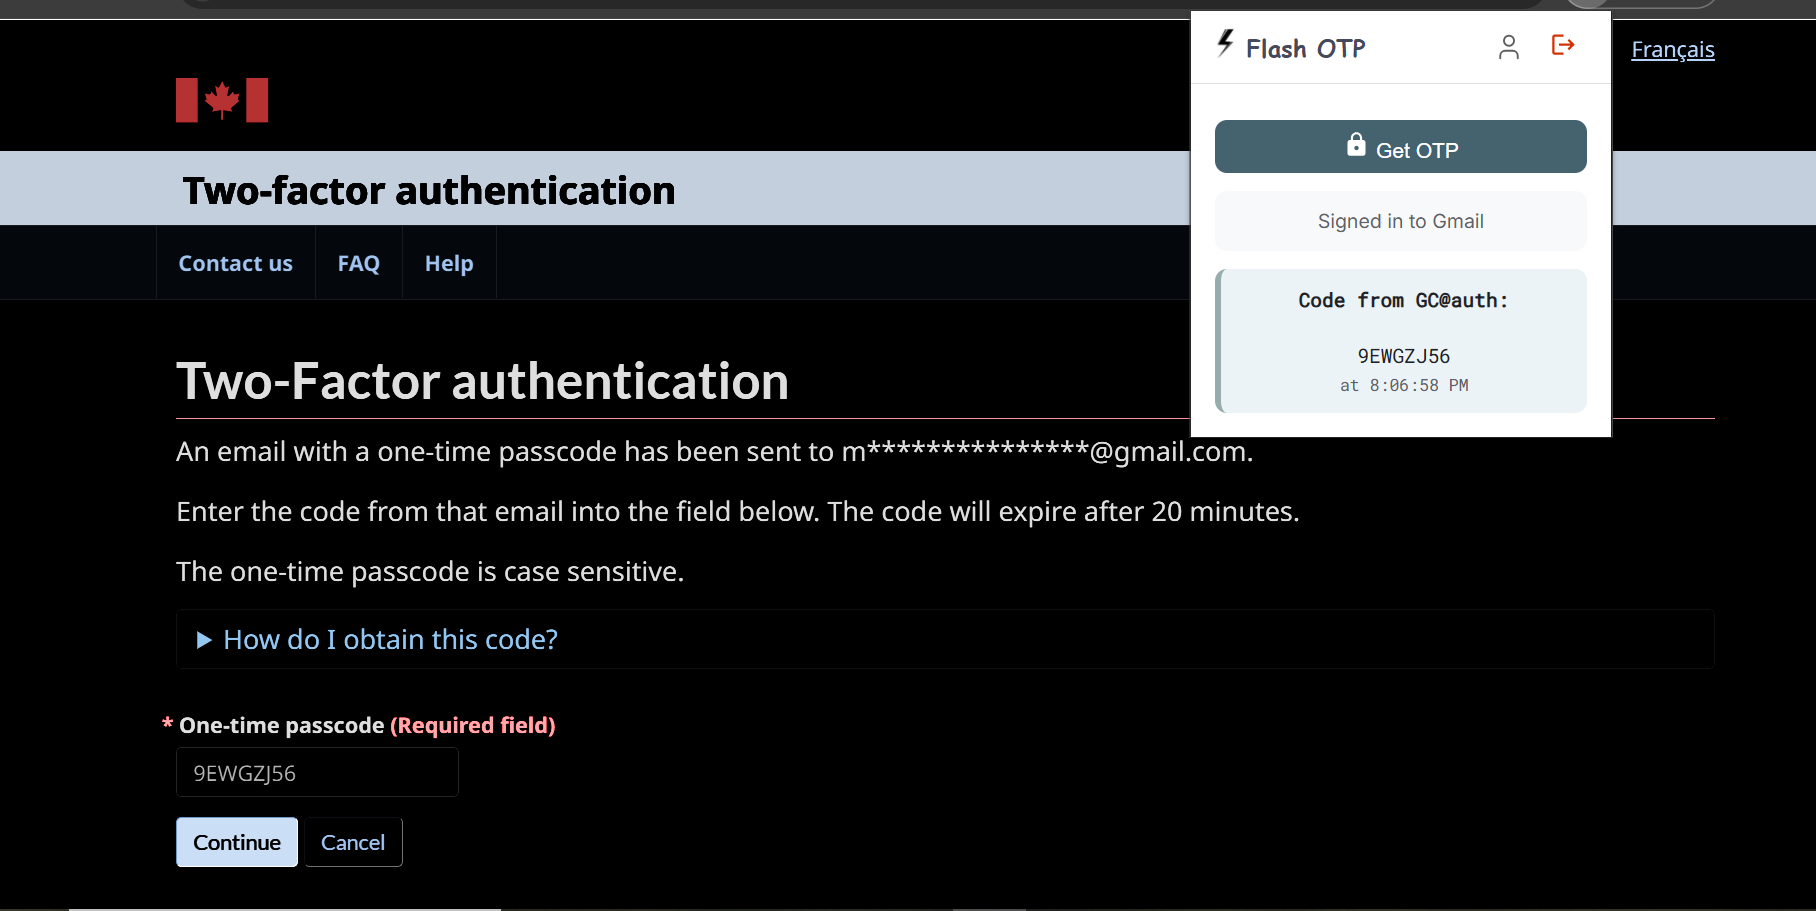 Français
Two-factor authentication
Contact us
FAQ
Help
Two-Factor authentication
An email with a one-time passcode has been sent to m***************@gmail.com.
Enter the code from that email into the field below. The code will expire after 20 minutes.
The one-time passcode is case sensitive.
How do I obtain this code?
* One-time passcode (Required field)
9EWGZJ56
Continue
Cancel
Flash OTP
Get OTP
Signed in to Gmail
Code from GC@auth:
9EWGZJ56
at 8:06:58 PM